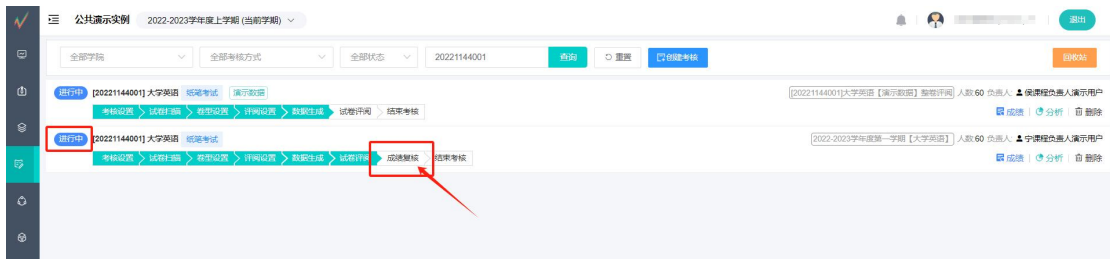 公共演示实例 2022-2023学年度上学期 (当前学期) 退出
全部学院 全部考核方式 全部状态 20221144001 查询 重置 创建考核 回收站
进行中 [20221144001] 大学英语 纸笔考试 演示数据 [20221144001]大学英语【演示数据】整卷评阅 人数:60 负责人: 侯课程负责人演示用户
考核设置 试卷扫描 卷型设置 评阅设置 数据生成 试卷评阅 结束考核 成绩 分析 删除
进行中 [20221144001] 大学英语 纸笔考试 2022-2023学年度第一学期【大学英语】 人数:60 负责人: 宁课程负责人演示用户
考核设置 试卷扫描 卷型设置 评阅设置 数据生成 试卷评阅 成绩复核 结束考核 成绩 分析 删除